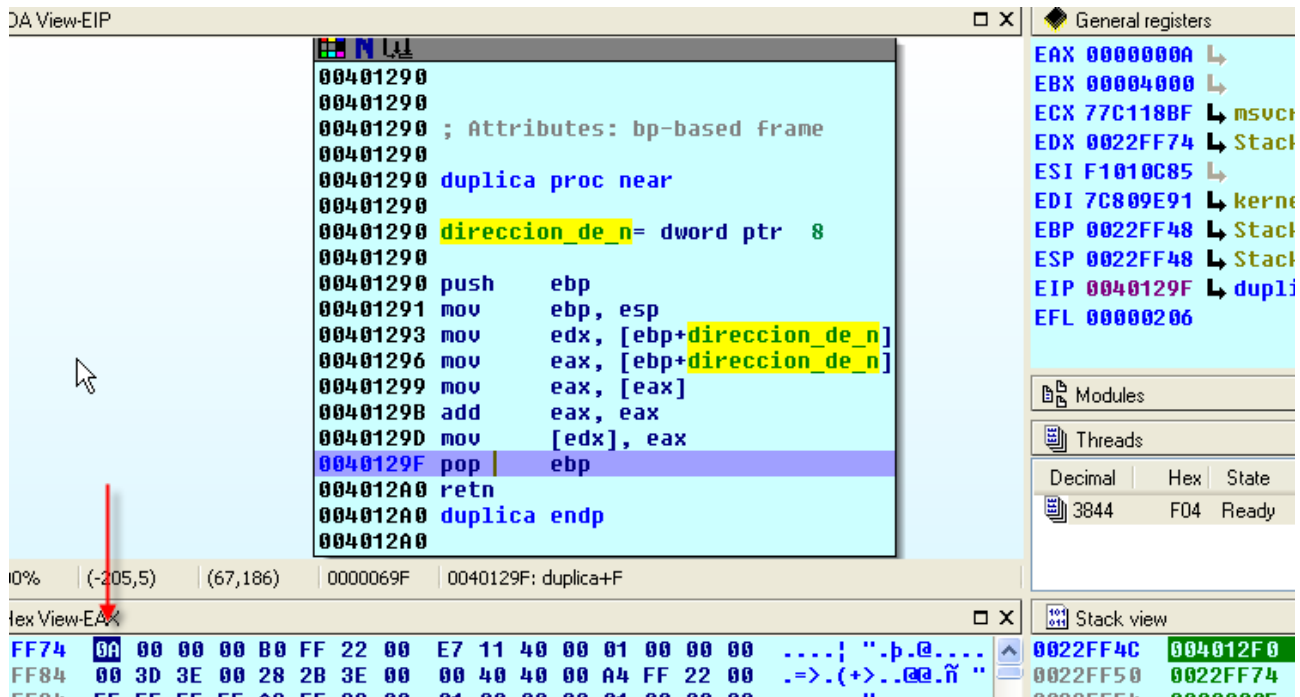 DA View-EIP
00401290
00401290
00401290 ; Attributes: bp-based frame
00401290
00401290 duplica proc near
00401290
00401290 direccion_de_n= dword ptr  8
00401290
00401290 push    ebp
00401291 mov     ebp, esp
00401293 mov     edx, [ebp+direccion_de_n]
00401296 mov     eax, [ebp+direccion_de_n]
00401299 mov     eax, [eax]
0040129B add     eax, eax
0040129D mov     [edx], eax
0040129F pop     ebp
004012A0 retn
004012A0 duplica endp
004012A0
0% (-205,5) (67,186) 0000069F 0040129F: duplica+F
General registers
EAX 0000000A
EBX 00004000
ECX 77C118BF msvcr
EDX 0022FF74 Stack
ESI F1010C85
EDI 7C809E91 kerne
EBP 0022FF48 Stack
ESP 0022FF48 Stack
EIP 0040129F dupli
EFL 00000206
Modules
Threads
Decimal Hex State
3844 F04 Ready
Hex View-EAX
FF74 0A 00 00 00 B0 FF 22 00 E7 11 40 00 01 00 00 00 ....¦ ".þ.@....
FF84 00 3D 3E 00 28 2B 3E 00 00 40 40 00 A4 FF 22 00 .=>.(+>..@@.ñ "
Stack view
0022FF4C 004012F0
0022FF50 0022FF74